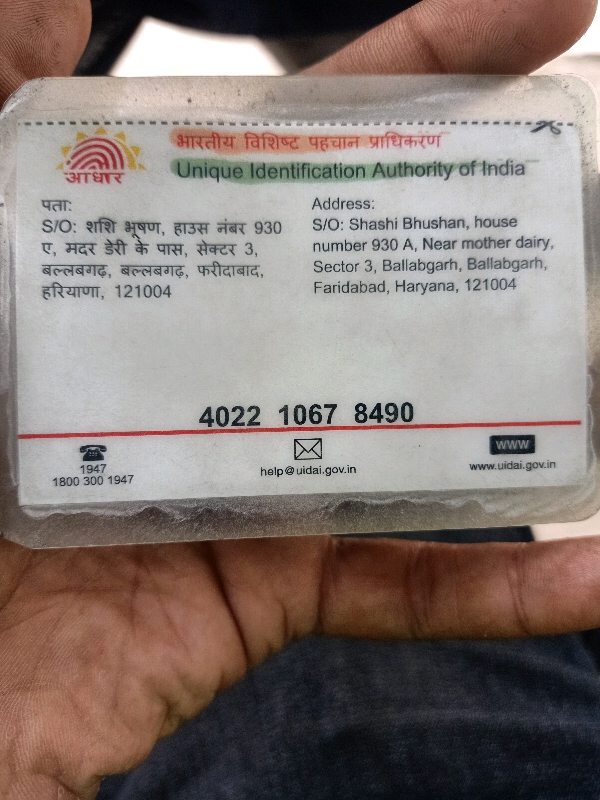 भारतीय विशिष्ट पहचान प्राधिकरण
Unique Identification Authority of India
आधार
पता:
S/O: शशि भूषण, हाउस नंबर 930
ए, मदर डेरी के पास, सेक्टर 3,
बल्लबगढ़, बल्लबगढ़, फरीदाबाद,
हरियाणा, 121004
Address:
S/O: Shashi Bhushan, house
number 930 A, Near mother dairy,
Sector 3, Ballabgarh, Ballabgarh,
Faridabad, Haryana, 121004
4022 1067 8490
1947
1800 300 1947
help@uidai.gov.in
www
www.uidai.gov.in